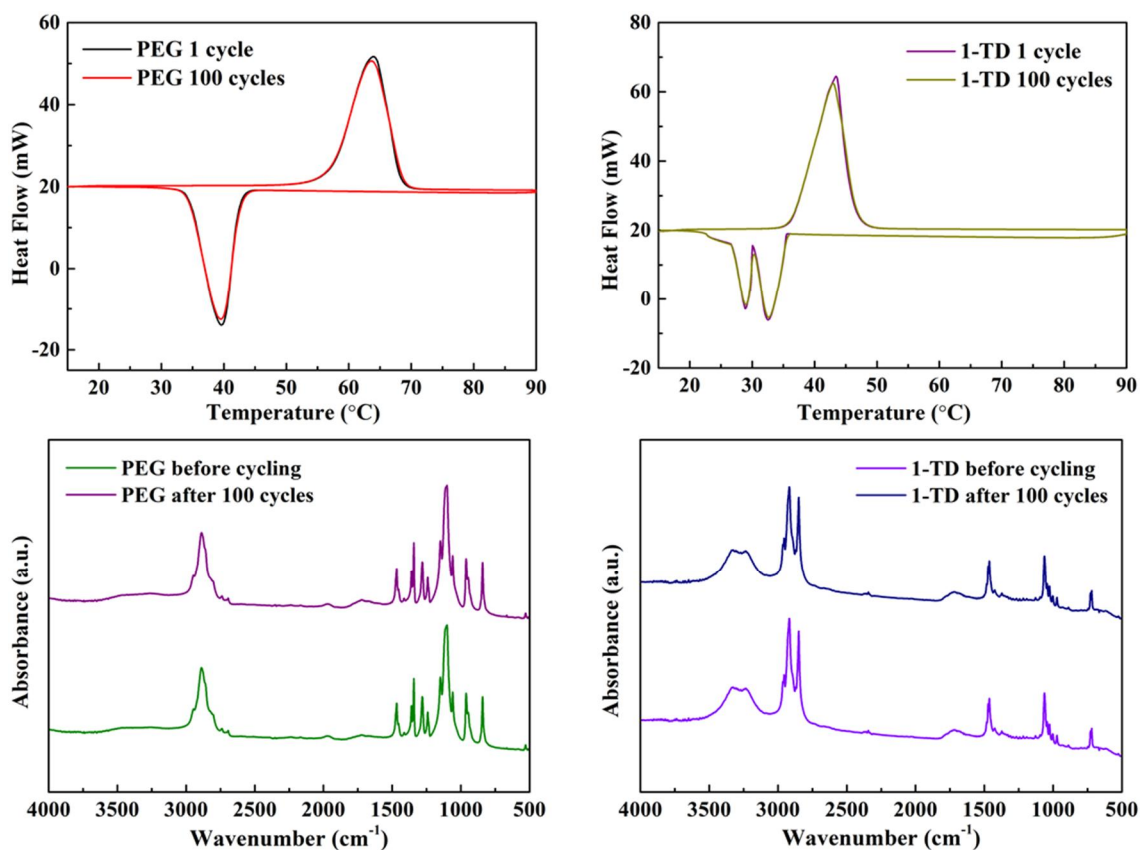 PEG 1 cycle
PEG 100 cycles
Heat Flow (mW)
60
40
20
0
-20
20
30
40
50
60
70
80
90
Temperature (°C)
1-TD 1 cycle
1-TD 100 cycles
Heat Flow (mW)
80
60
40
20
0
-20
20
30
40
50
60
70
80
90
Temperature (°C)
PEG before cycling
PEG after 100 cycles
Absorbance (a.u.)
4000
3500
3000
2500
2000
1500
1000
500
Wavenumber (cm⁻¹)
1-TD before cycling
1-TD after 100 cycles
Absorbance (a.u.)
4000
3500
3000
2500
2000
1500
1000
500
Wavenumber (cm⁻¹)